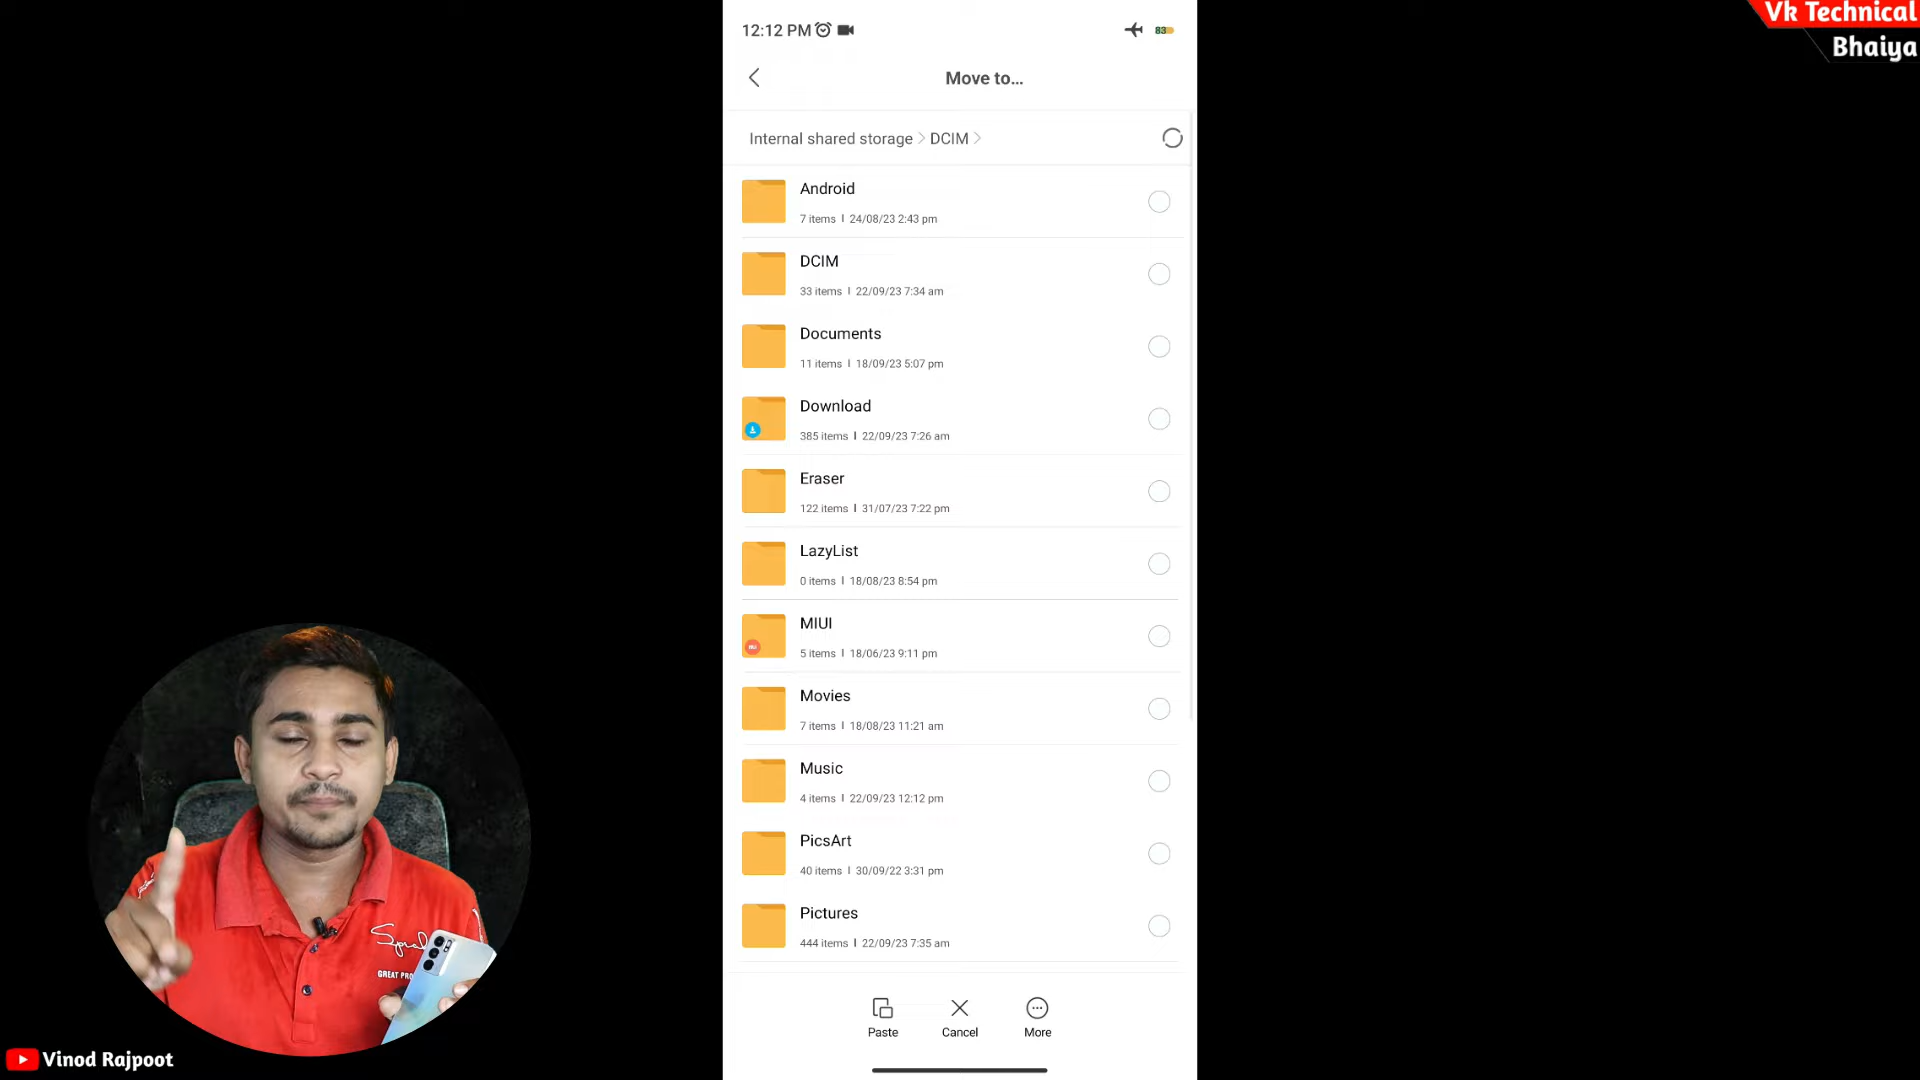 Vk Technical
Bhaiya
12:12 PM
83
Move to...
Internal shared storage > DCIM >
Android
7 items | 24/08/23 2:43 pm
DCIM
33 items | 22/09/23 7:34 am
Documents
11 items | 18/09/23 5:07 pm
Download
385 items | 22/09/23 7:26 am
Eraser
122 items | 31/07/23 7:22 pm
LazyList
0 items | 18/08/23 8:54 pm
MIUI
5 items | 18/06/23 9:11 pm
Movies
7 items | 18/08/23 11:21 am
Music
4 items | 22/09/23 12:12 pm
PicsArt
40 items | 30/09/22 3:31 pm
Pictures
444 items | 22/09/23 7:35 am
Paste
Cancel
More
GREAT PRO
Vinod Rajpoot